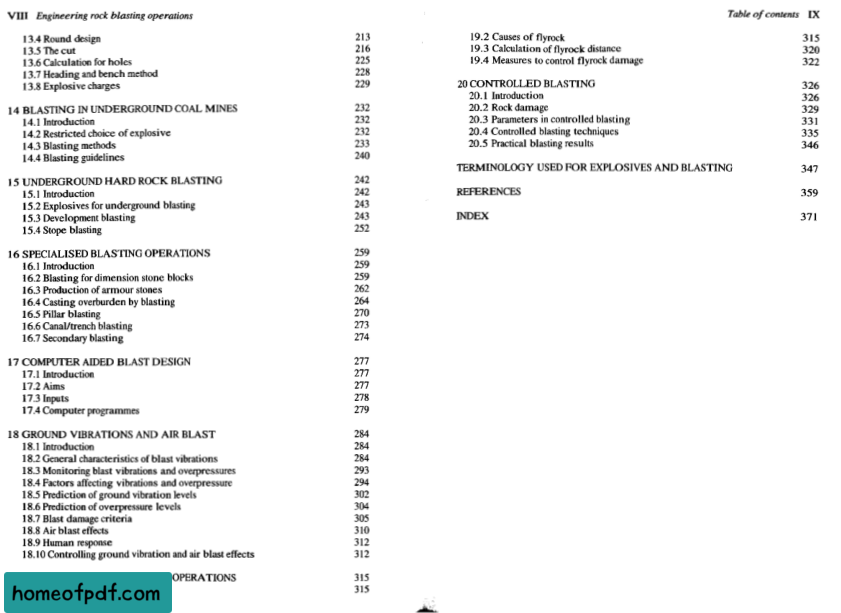 VIII Engineering rock blasting operations
13.4 Round design 213
13.5 The cut 216
13.6 Calculation for holes 225
13.7 Heading and bench method 228
13.8 Explosive charges 229
14 BLASTING IN UNDERGROUND COAL MINES 232
14.1 Introduction 232
14.2 Restricted choice of explosive 232
14.3 Blasting methods 233
14.4 Blasting guidelines 240
15 UNDERGROUND HARD ROCK BLASTING 242
15.1 Introduction 242
15.2 Explosives for underground blasting 243
15.3 Development blasting 243
15.4 Stope blasting 252
16 SPECIALISED BLASTING OPERATIONS 259
16.1 Introduction 259
16.2 Blasting for dimension stone blocks 259
16.3 Production of armour stones 262
16.4 Casting overburden by blasting 264
16.5 Pillar blasting 270
16.6 Canal/trench blasting 273
16.7 Secondary blasting 274
17 COMPUTER AIDED BLAST DESIGN 277
17.1 Introduction 277
17.2 Aims 277
17.3 Inputs 278
17.4 Computer programmes 279
18 GROUND VIBRATIONS AND AIR BLAST 284
18.1 Introduction 284
18.2 General characteristics of blast vibrations 284
18.3 Monitoring blast vibrations and overpressures 293
18.4 Factors affecting vibrations and overpressure 294
18.5 Prediction of ground vibration levels 302
18.6 Prediction of overpressure levels 304
18.7 Blast damage criteria 305
18.8 Air blast effects 310
18.9 Human response 312
18.10 Controlling ground vibration and air blast effects 312
OPERATIONS 315
315
homeofpdf.com
Table of contents IX
19.2 Causes of flyrock 315
19.3 Calculation of flyrock distance 320
19.4 Measures to control flyrock damage 322
20 CONTROLLED BLASTING 326
20.1 Introduction 326
20.2 Rock damage 329
20.3 Parameters in controlled blasting 331
20.4 Controlled blasting techniques 335
20.5 Practical blasting results 346
TERMINOLOGY USED FOR EXPLOSIVES AND BLASTING 347
REFERENCES 359
INDEX 371